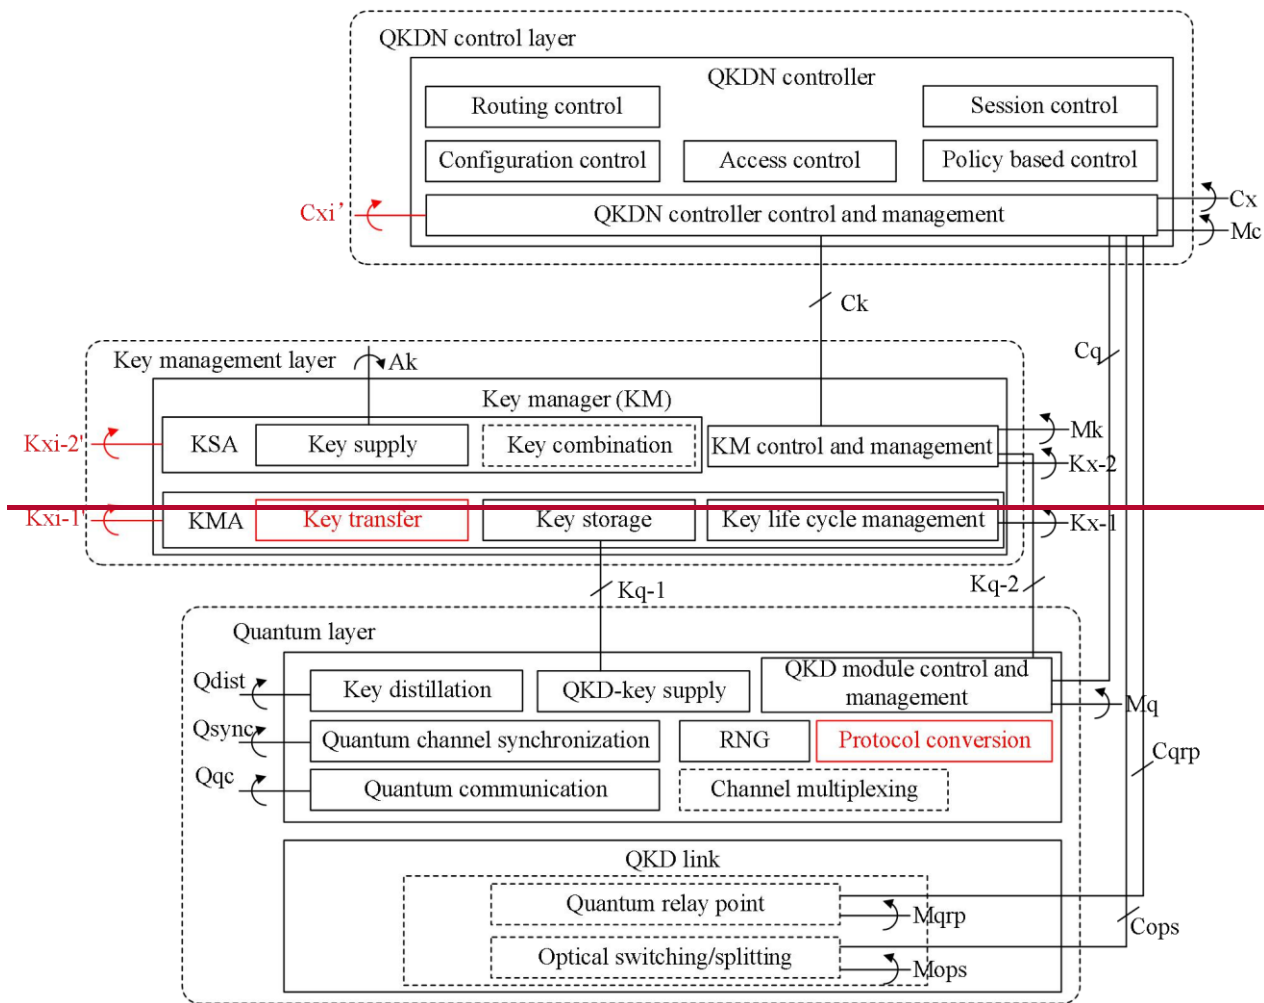 QKDN control layer
QKDN controller
Routing control
Session control
Configuration control
Access control
Policy based control
Cxi’
QKDN controller control and management
Cx
Mc
Ck
Cq
Key management layer
Ak
Key manager (KM)
Kxi-2'
KSA
Key supply
Key combination
KM control and management
Mk
Kx-2
Kxi-1'
KMA
Key transfer
Key storage
Key life cycle management
Kx-1
Kq-1
Kq-2
Quantum layer
Qdist
Key distillation
QKD-key supply
QKD module control and
management
Mq
Qsync
Quantum channel synchronization
RNG
Protocol conversion
Cqrp
Qqc
Quantum communication
Channel multiplexing
QKD link
Quantum relay point
Mqrp
Cops
Optical switching/splitting
Mops